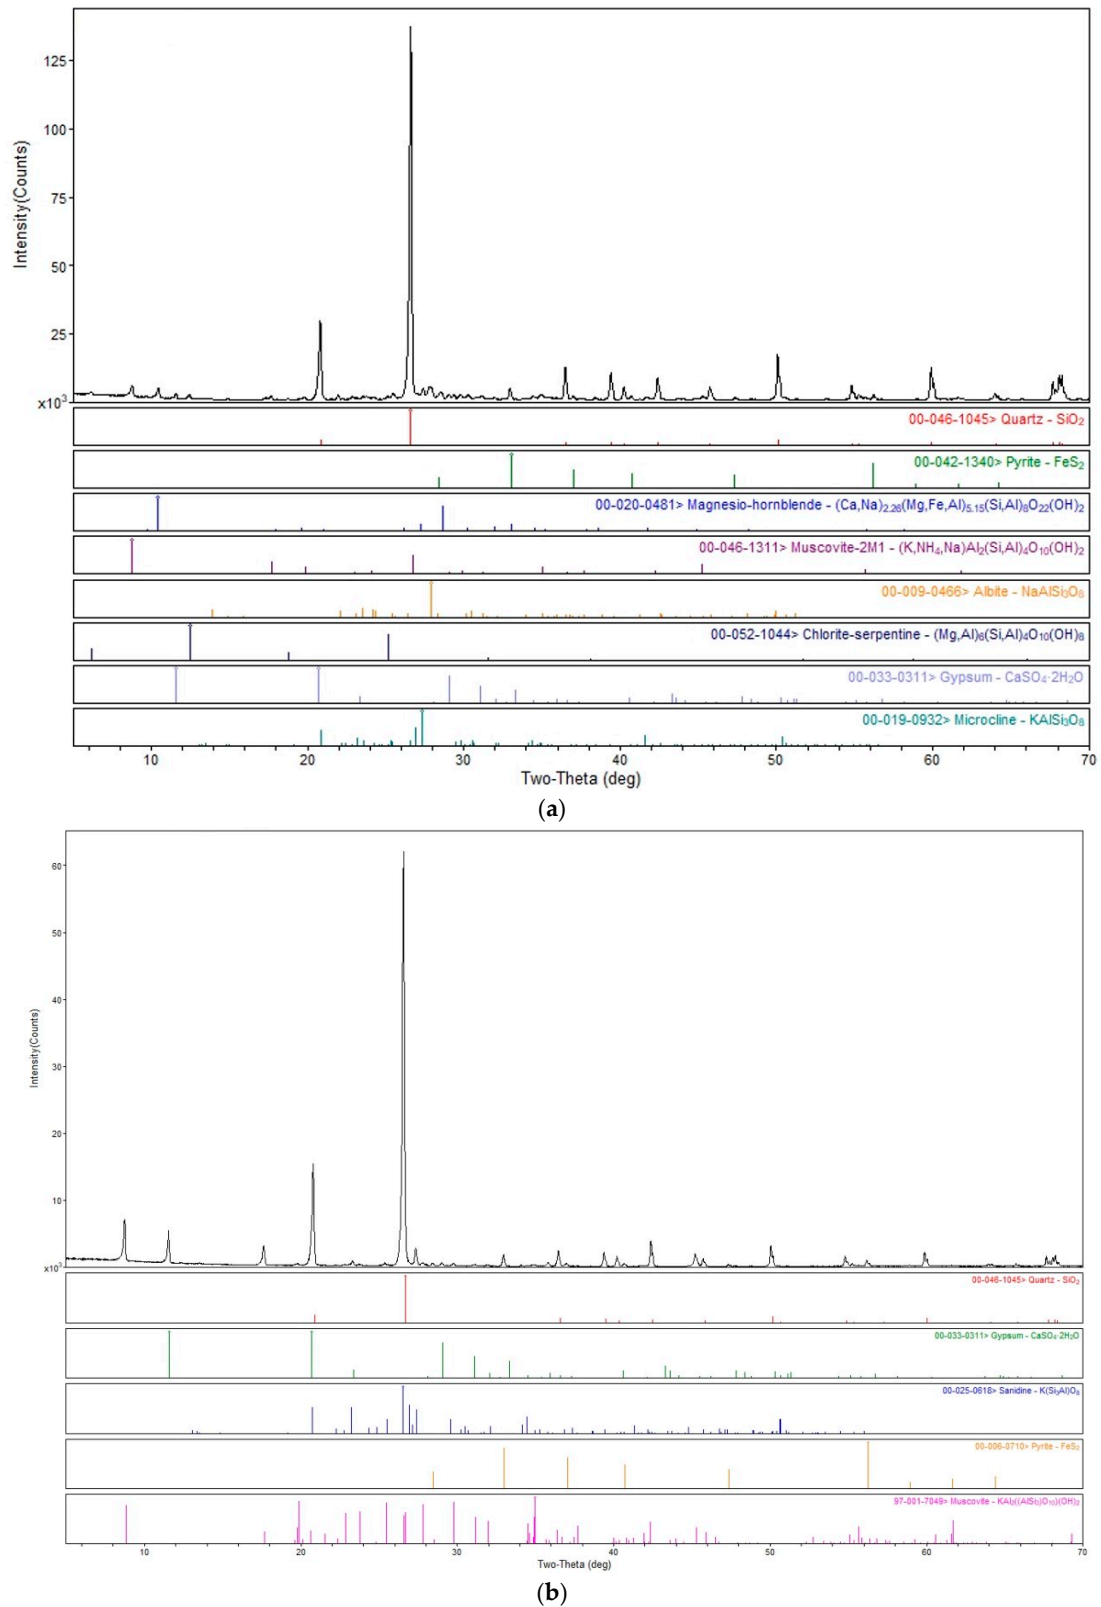 125
100
75
50
25
x10³
Intensity(Counts)
00-046-1045> Quartz - SiO₂
00-042-1340> Pyrite - FeS₂
00-020-0481> Magnesio-hornblende - (Ca,Na)₂.₂₆(Mg,Fe,Al)₅.₁₅(Si,Al)₈O₂₂(OH)₂
00-046-1311> Muscovite-2M1 - (K,NH₄,Na)Al₂(Si,Al)₄O₁₀(OH)₂
00-009-0466> Albite - NaAlSi₃O₈
00-052-1044> Chlorite-serpentine - (Mg,Al)₆(Si,Al)₄O₁₀(OH)₈
00-033-0311> Gypsum - CaSO₄·2H₂O
00-019-0932> Microcline - KAlSi₃O₈
10 20 30 40 50 60 70
Two-Theta (deg)
(a)
60
50
40
30
20
10
x10³
Intensity(Counts)
00-046-1045> Quartz - SiO₂
00-033-0311> Gypsum - CaSO₄·2H₂O
00-025-0618> Sanidine - K(Si₃Al)O₈
00-006-0710> Pyrite - FeS₂
97-001-7049> Muscovite - KAl₂((AlSi₃)O₁₀)(OH)₂
10 20 30 40 50 60 70
Two-Theta (deg)
(b)